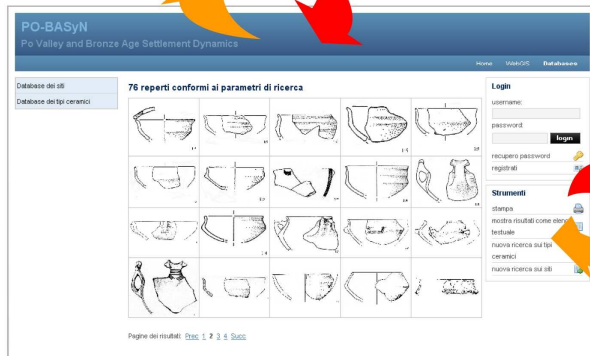 PO-BASyN
Po Valley and Bronze Age Settlement Dynamics
Home WebGIS Databases
Database dei siti
Database dei tipi ceramici
76 reperti conformi ai parametri di ricerca
Login
username:
password:
login
recupero password
registrati
Strumenti
stampa
mostra risultati come elenco
testuale
nuova ricerca sui tipi
ceramici
nuova ricerca sui siti
Pagine dei risultati: Prec 1 2 3 4 Succ